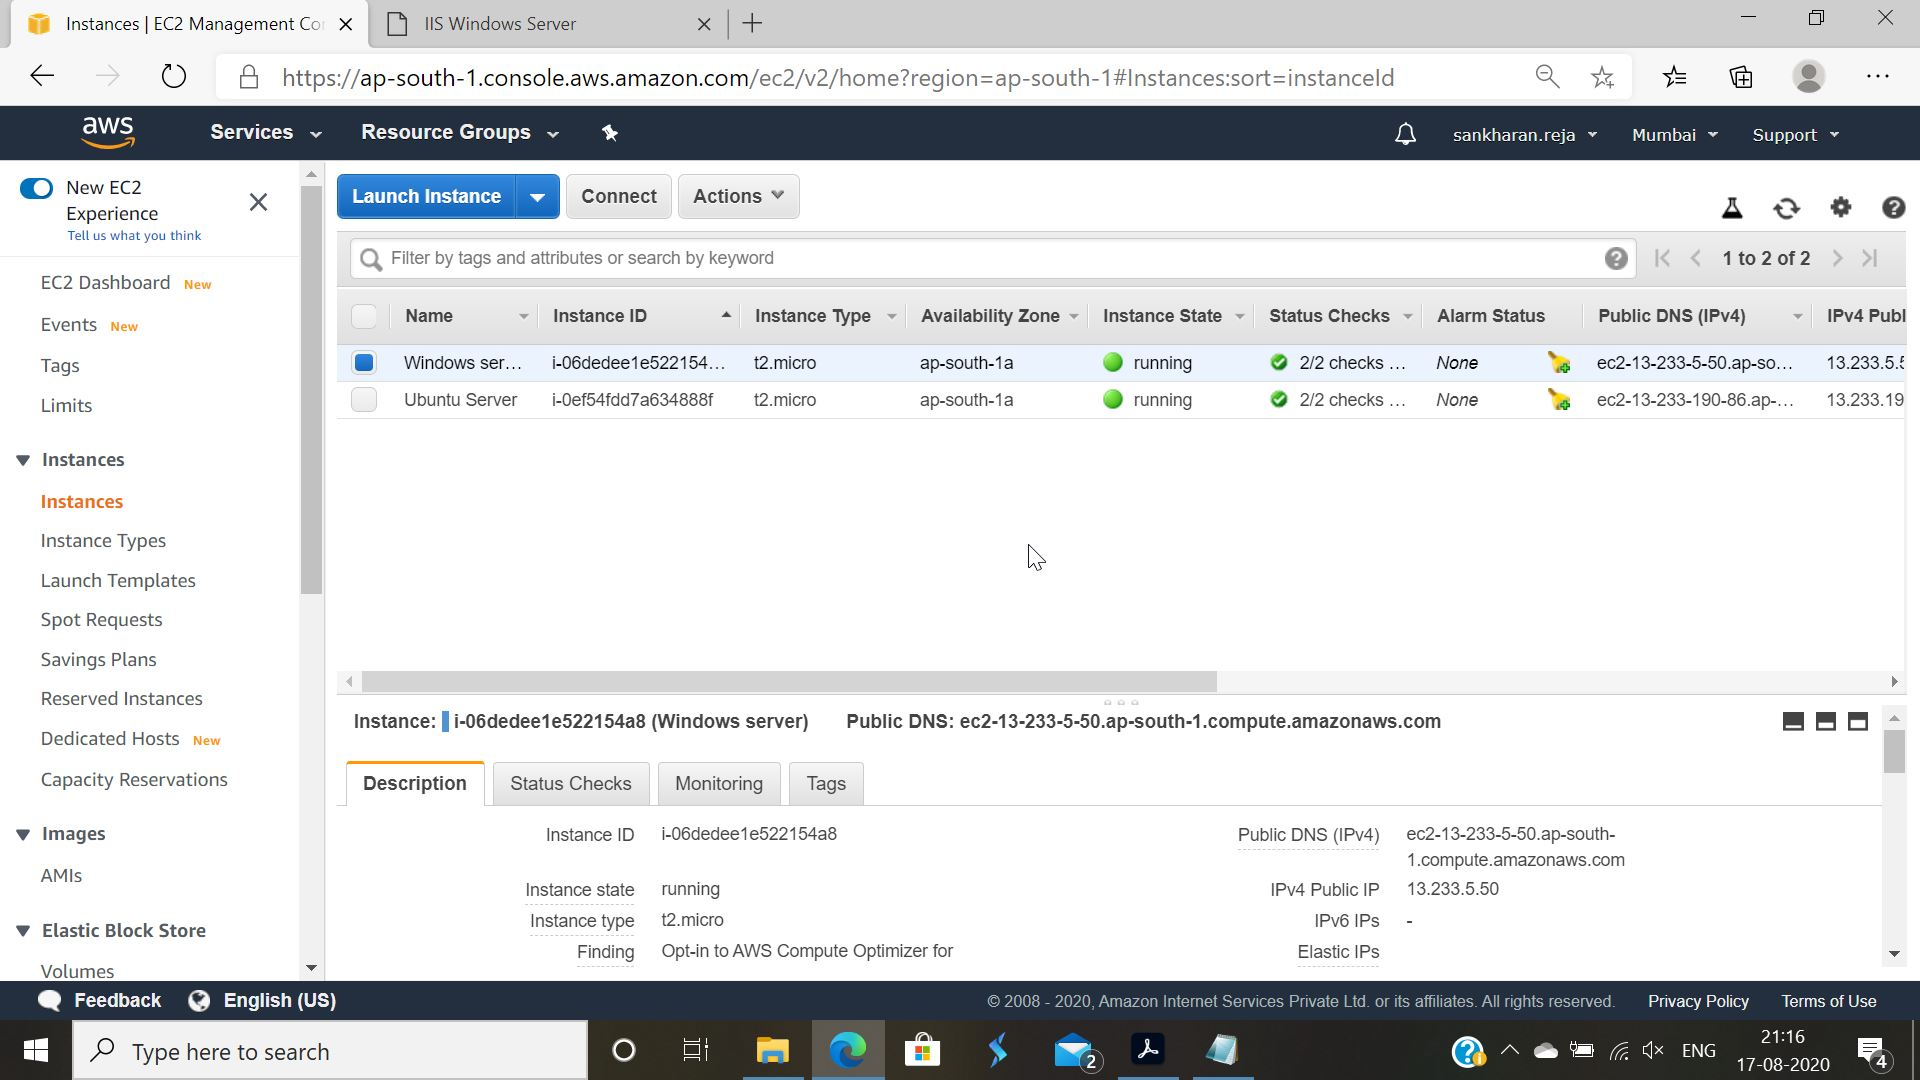 Instances | EC2 Management Co
IIS Windows Server
https://ap-south-1.console.aws.amazon.com/ec2/v2/home?region=ap-south-1#Instances:sort=instanceId
aws
Services
Resource Groups
sankharan.reja
Mumbai
Support
New EC2
Experience
Tell us what you think
EC2 Dashboard New
Events New
Tags
Limits
Instances
Instances
Instance Types
Launch Templates
Spot Requests
Savings Plans
Reserved Instances
Dedicated Hosts New
Capacity Reservations
Images
AMIs
Elastic Block Store
Volumes
Launch Instance
Connect
Actions
Filter by tags and attributes or search by keyword
1 to 2 of 2
Name Instance ID Instance Type Availability Zone Instance State Status Checks Alarm Status Public DNS (IPv4) IPv4 Publ
Windows ser... i-06dedee1e522154... t2.micro ap-south-1a running 2/2 checks ... None ec2-13-233-5-50.ap-so... 13.233.5.5
Ubuntu Server i-0ef54fdd7a634888f t2.micro ap-south-1a running 2/2 checks ... None ec2-13-233-190-86.ap-... 13.233.19
Instance: i-06dedee1e522154a8 (Windows server) Public DNS: ec2-13-233-5-50.ap-south-1.compute.amazonaws.com
Description Status Checks Monitoring Tags
Instance ID i-06dedee1e522154a8
Instance state running
Instance type t2.micro
Finding Opt-in to AWS Compute Optimizer for
Public DNS (IPv4) ec2-13-233-5-50.ap-south-
1.compute.amazonaws.com
IPv4 Public IP 13.233.5.50
IPv6 IPs -
Elastic IPs
Feedback
English (US)
© 2008 - 2020, Amazon Internet Services Private Ltd. or its affiliates. All rights reserved.
Privacy Policy
Terms of Use
Type here to search
2
ENG
21:16
17-08-2020
4